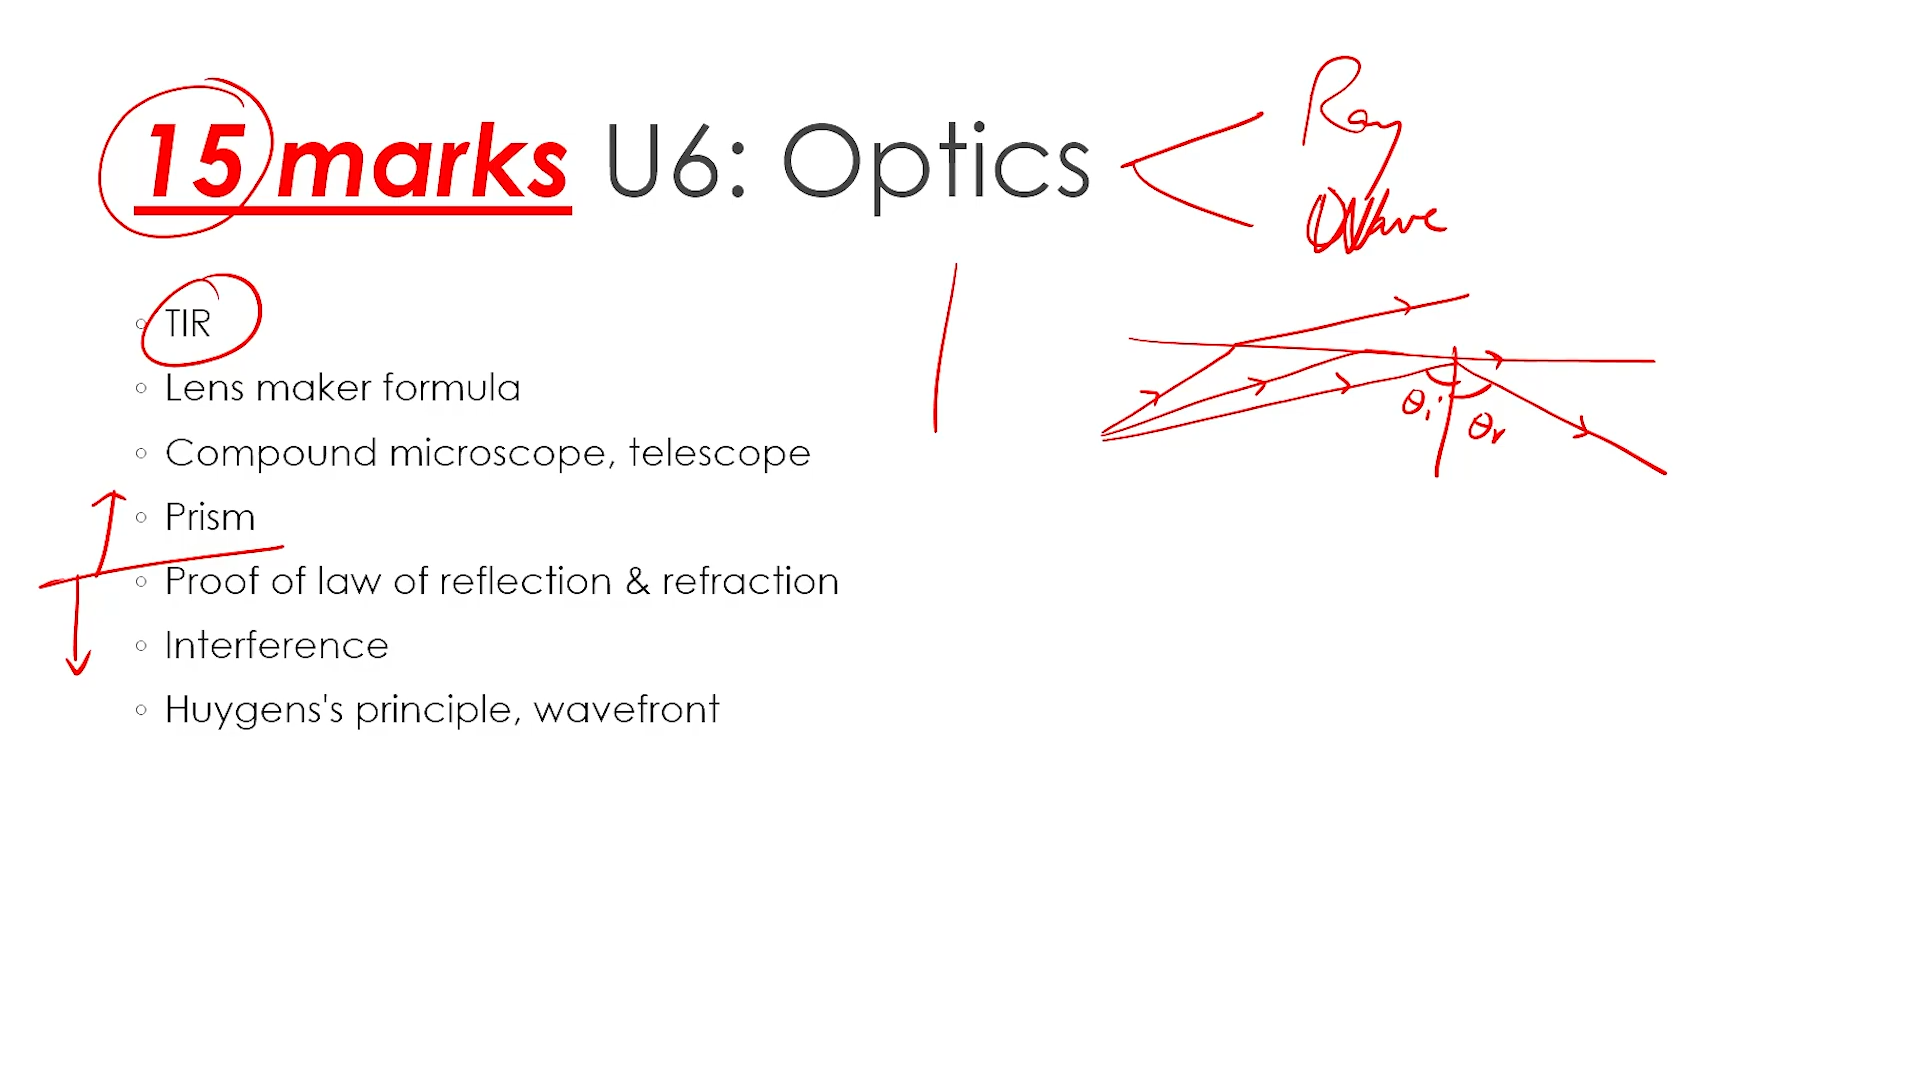 15 marks U6: Optics
Ray
Wave
TIR
Lens maker formula
Compound microscope, telescope
Prism
Proof of law of reflection & refraction
Interference
Huygens's principle, wavefront
θi
θr